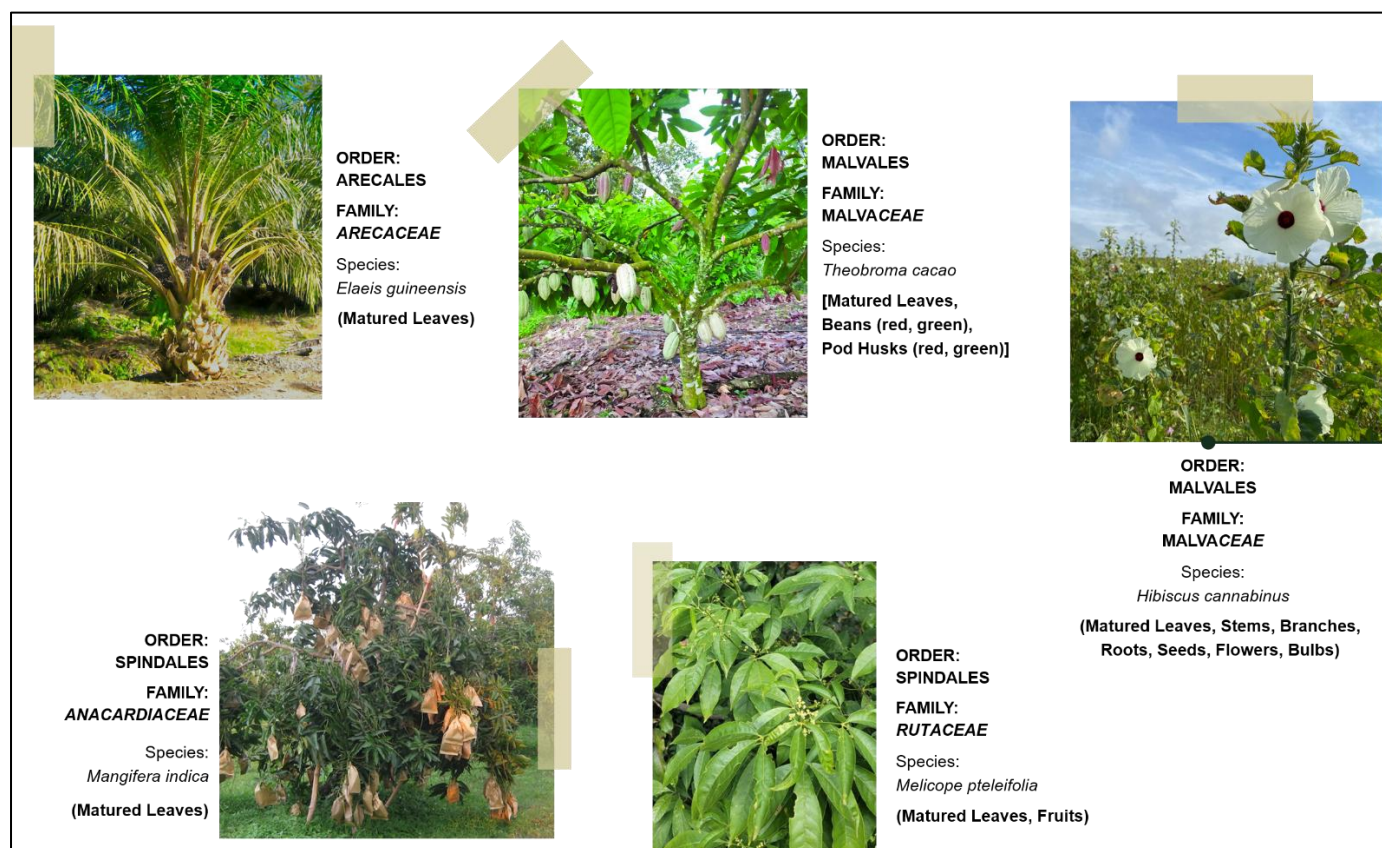 ORDER:
ARECALES
FAMILY:
ARECACEAE
Species:
Elaeis guineensis
(Matured Leaves)
ORDER:
MALVALES
FAMILY:
MALVACEAE
Species:
Theobroma cacao
[Matured Leaves,
Beans (red, green),
Pod Husks (red, green)]
ORDER:
MALVALES
FAMILY:
MALVACEAE
Species:
Hibiscus cannabinus
(Matured Leaves, Stems, Branches,
Roots, Seeds, Flowers, Bulbs)
ORDER:
SPINDALES
FAMILY:
ANACARDIACEAE
Species:
Mangifera indica
(Matured Leaves)
ORDER:
SPINDALES
FAMILY:
RUTACEAE
Species:
Melicope pteleifolia
(Matured Leaves, Fruits)